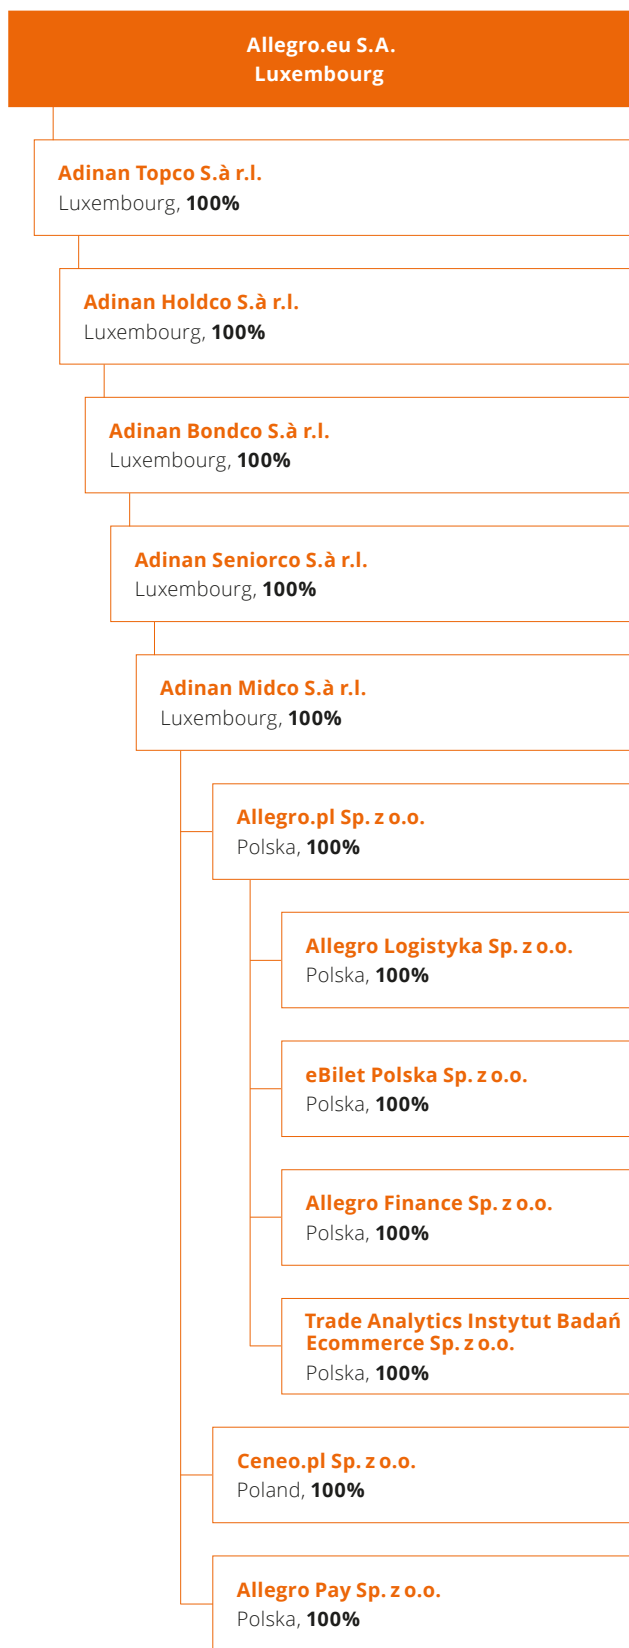 Allegro.eu S.A.
Luxembourg
Adinan Topco S.à r.l.
Luxembourg, 100%
Adinan Holdco S.à r.l.
Luxembourg, 100%
Adinan Bondco S.à r.l.
Luxembourg, 100%
Adinan Seniorco S.à r.l.
Luxembourg, 100%
Adinan Midco S.à r.l.
Luxembourg, 100%
Allegro.pl Sp. z o.o.
Polska, 100%
Allegro Logistyka Sp. z o.o.
Polska, 100%
eBilet Polska Sp. z o.o.
Polska, 100%
Allegro Finance Sp. z o.o.
Polska, 100%
Trade Analytics Instytut Badań
Ecommerce Sp. z o.o.
Polska, 100%
Ceneo.pl Sp. z o.o.
Poland, 100%
Allegro Pay Sp. z o.o.
Polska, 100%